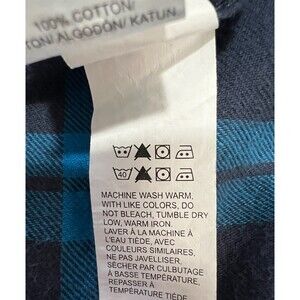 100% COTTON/
TON/ALGODÓN/KATUN
40
MACHINE WASH WARM,
WITH LIKE COLORS, DO
NOT BLEACH, TUMBLE DRY
LOW, WARM IRON.
LAVER À LA MACHINE À
L'EAU TIÈDE, AVEC
COULEURS SIMILAIRES,
NE PAS JAVELLISER,
SÉCHER PAR CULBUTAGE
À BASSE TEMPÉRATURE,
REPASSER À
TEMPÉRATURE TIÈDE